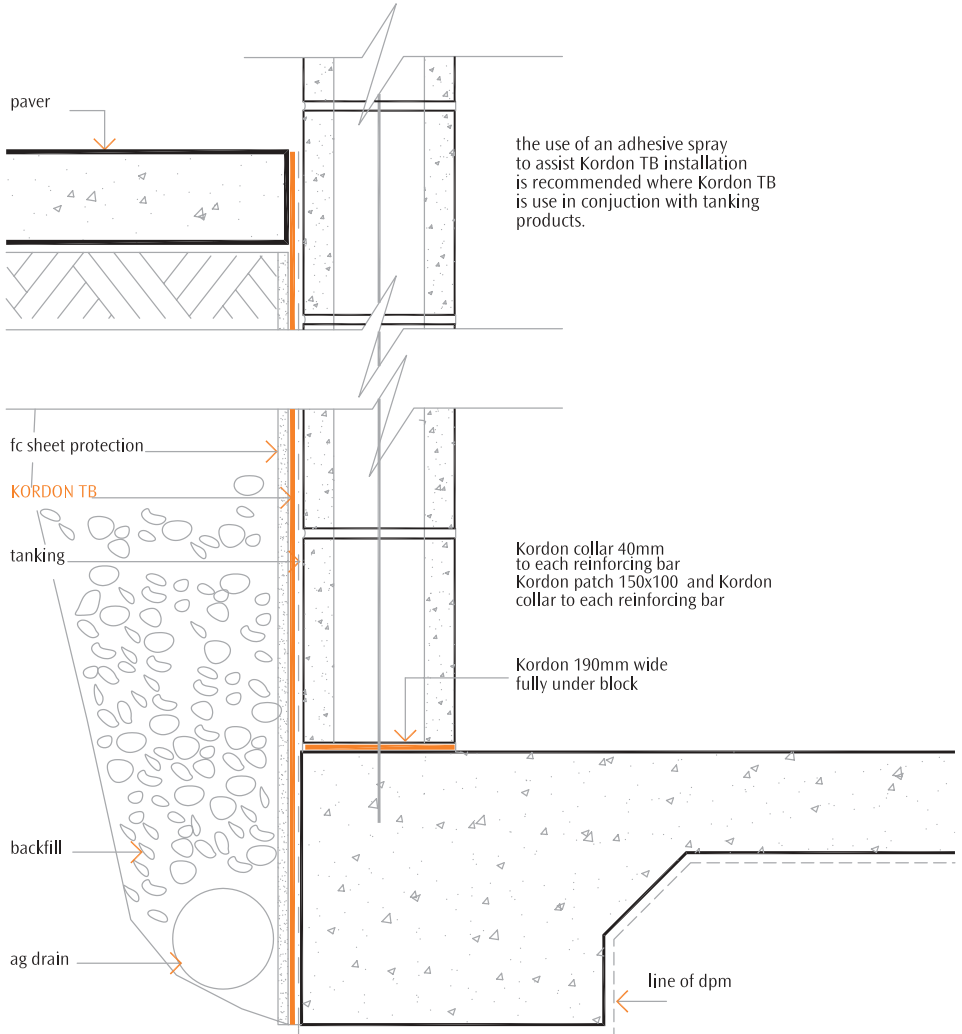 paver
the use of an adhesive spray
to assist Kordon TB installation
is recommended where Kordon TB
is use in conjuction with tanking
products.
fc sheet protection
KORDON TB
tanking
Kordon collar 40mm
to each reinforcing bar
Kordon patch 150x100 and Kordon
collar to each reinforcing bar
Kordon 190mm wide
fully under block
backfill
ag drain
line of dpm